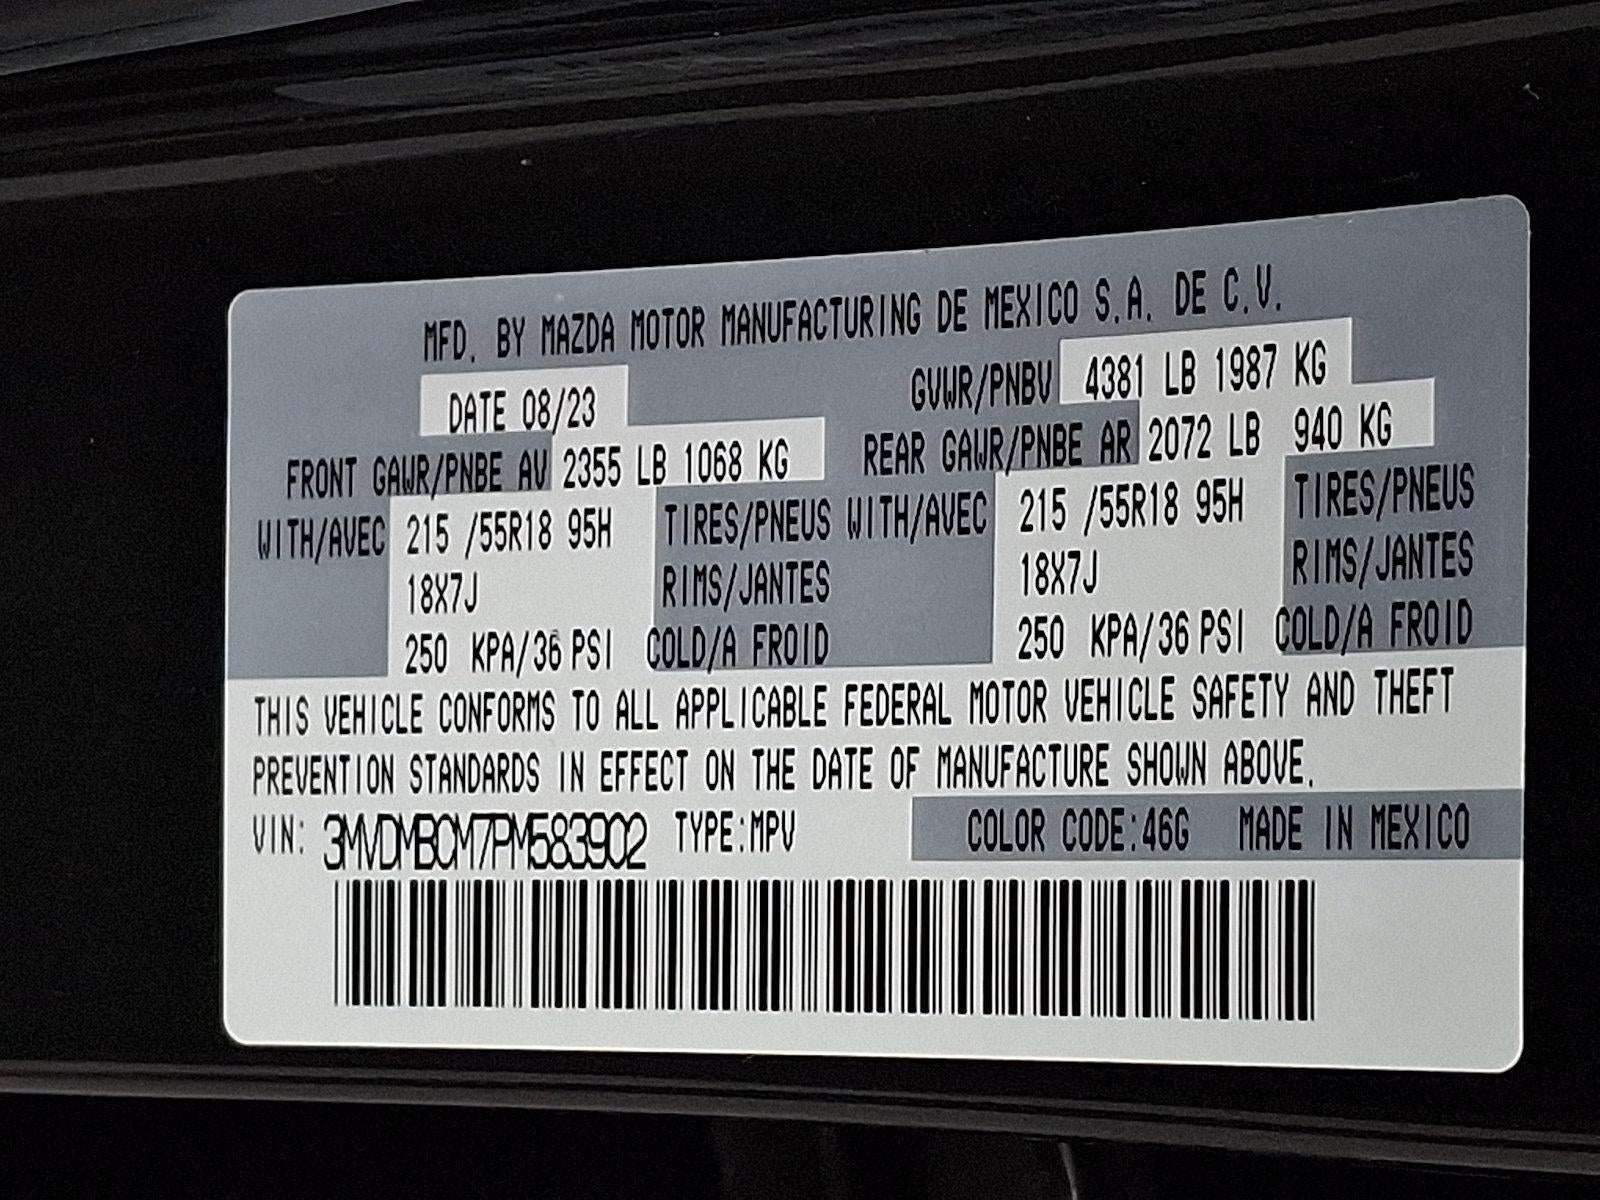 MFD. BY MAZDA MOTOR MANUFACTURING DE MEXICO S.A. DE C.V.
DATE 08/23 GVWR/PNBV 4381 LB 1987 KG
FRONT GAWR/PNBE AV 2355 LB 1068 KG REAR GAWR/PNBE AR 2072 LB 940 KG
WITH/AVEC 215 /55R18 95H TIRES/PNEUS WITH/AVEC 215 /55R18 95H TIRES/PNEUS
18X7J RIMS/JANTES 18X7J RIMS/JANTES
250 KPA/36 PSI COLD/A FROID 250 KPA/36 PSI COLD/A FROID
THIS VEHICLE CONFORMS TO ALL APPLICABLE FEDERAL MOTOR VEHICLE SAFETY AND THEFT
PREVENTION STANDARDS IN EFFECT ON THE DATE OF MANUFACTURE SHOWN ABOVE.
VIN: 3MVDMBCM7PM583902 TYPE:MPV COLOR CODE:46G MADE IN MEXICO